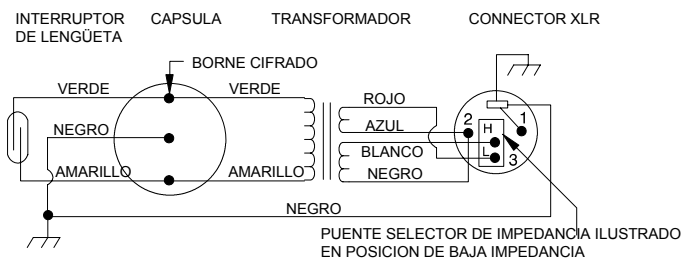 INTERRUPTOR
DE LENGÜETA
CAPSULA
TRANSFORMADOR
CONNECTOR XLR
BORNE CIFRADO
VERDE
VERDE
ROJO
NEGRO
AZUL
2
H
1
BLANCO
L
3
AMARILLO
AMARILLO
NEGRO
NEGRO
PUENTE SELECTOR DE IMPEDANCIA ILUSTRADO
EN POSICION DE BAJA IMPEDANCIA